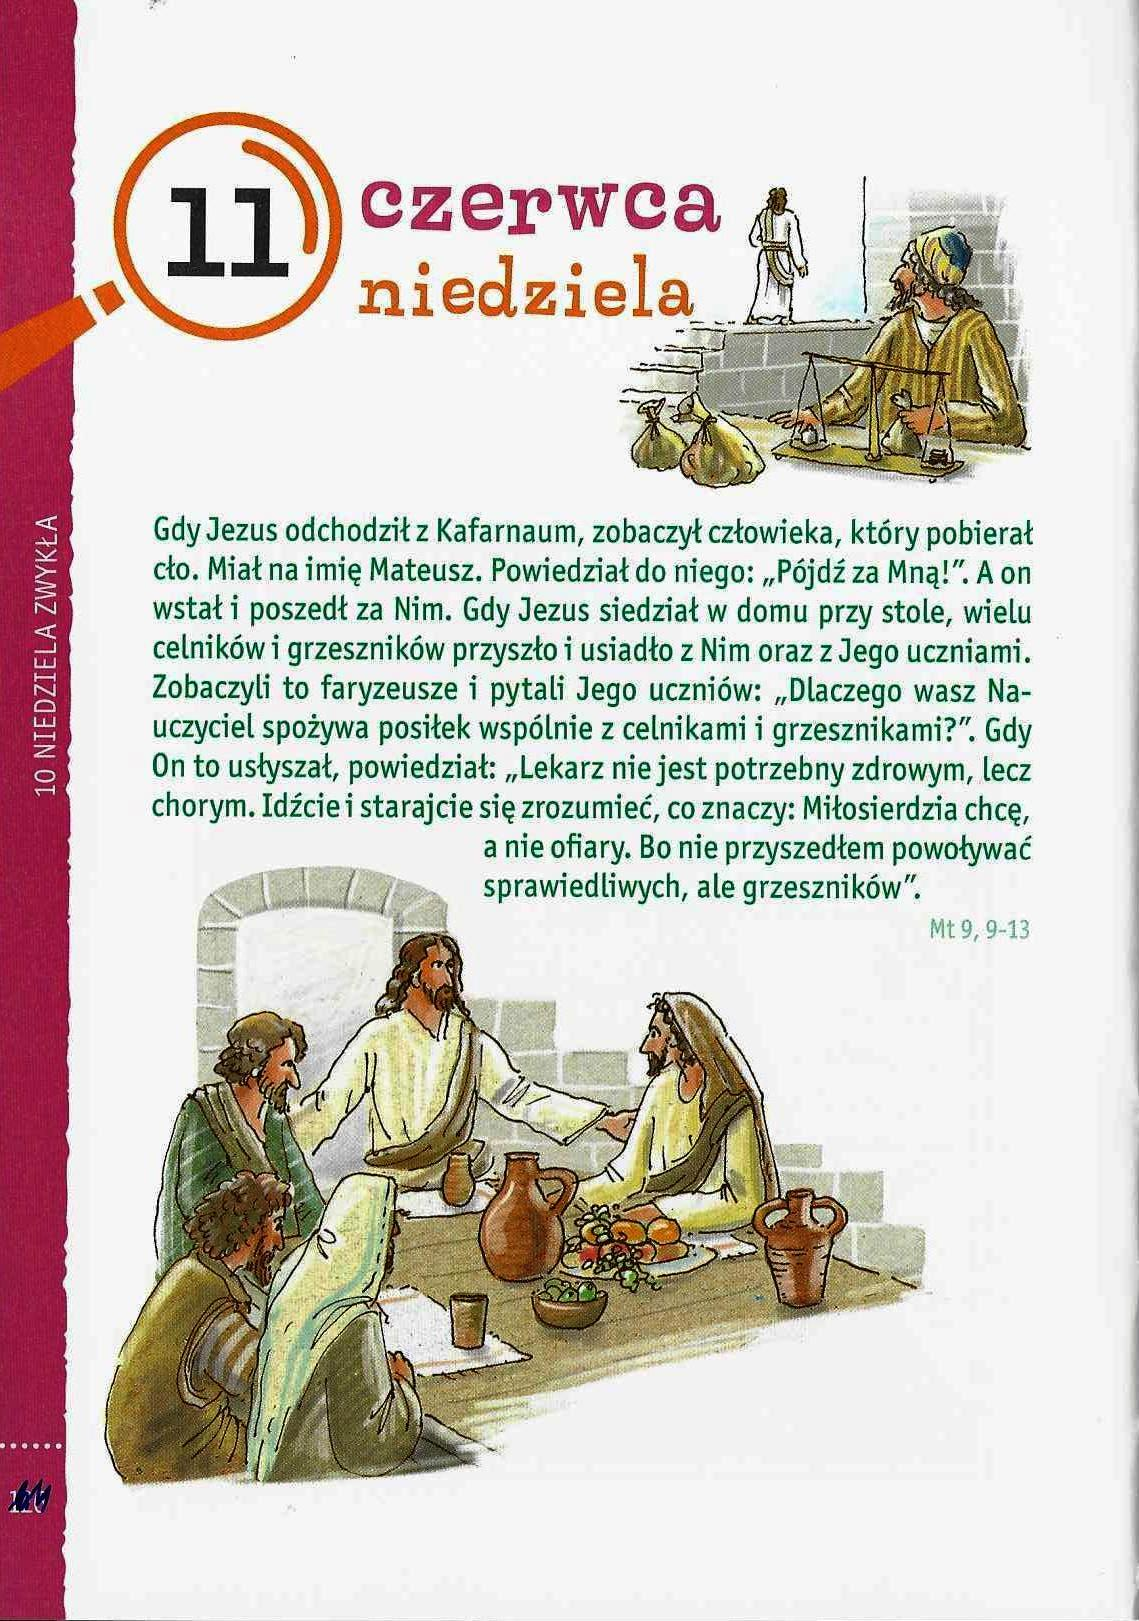 11
czerwca
niedziela
Gdy Jezus odchodził z Kafarnaum, zobaczył człowieka, który pobierał
cło. Miał na imię Mateusz. Powiedział do niego: „Pójdź za Mną!”. A on
wstał i poszedł za Nim. Gdy Jezus siedział w domu przy stole, wielu
celników i grzeszników przyszło i usiadło z Nim oraz z Jego uczniami.
Zobaczyli to faryzeusze i pytali Jego uczniów: „Dlaczego wasz Na-
uczyciel spożywa posiłek wspólnie z celnikami i grzesznikami?”. Gdy
On to usłyszał, powiedział: „Lekarz nie jest potrzebny zdrowym, lecz
chorym. Idźcie i starajcie się zrozumieć, co znaczy: Miłosierdzia chcę,
a nie ofiary. Bo nie przyszedłem powoływać
sprawiedliwych, ale grzeszników”.
Mt 9, 9-13
10 NIEDZIELA ZWYKŁA